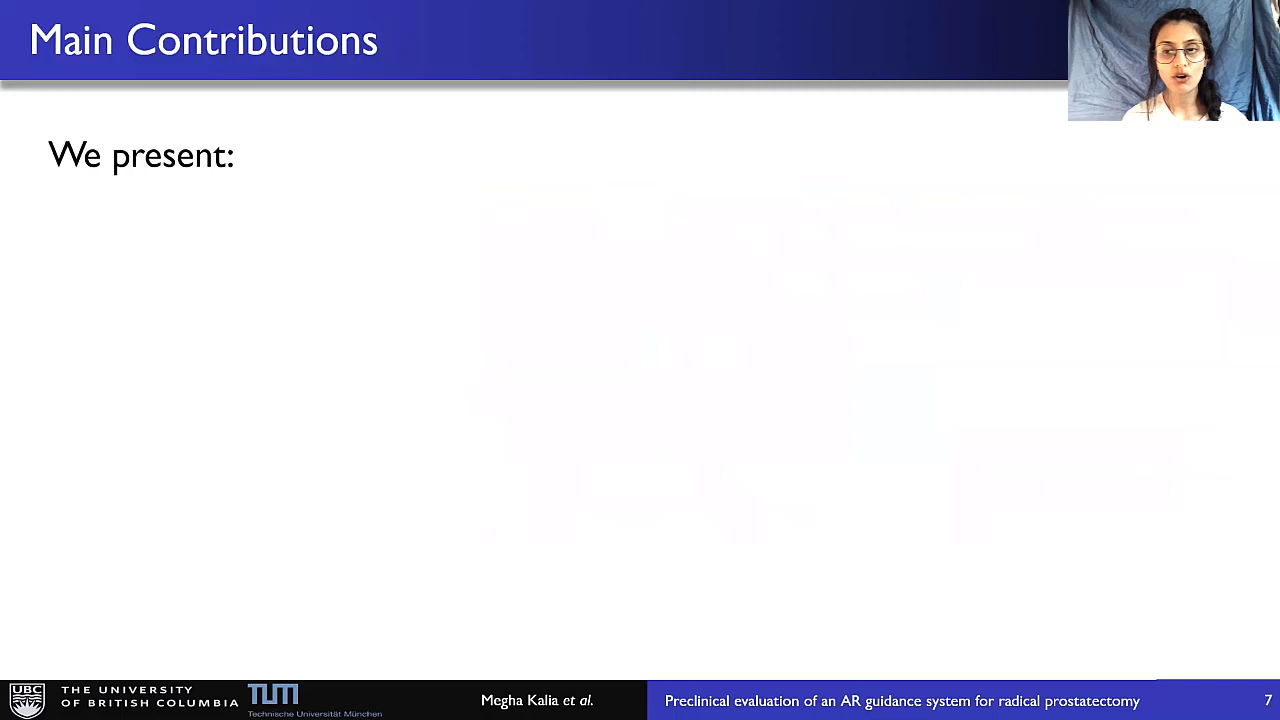 Main Contributions
We present:
UBC
THE UNIVERSITY
OF BRITISH COLUMBIA
TUM
Technische Universität München
Megha Kalia et al.
Preclinical evaluation of an AR guidance system for radical prostatectomy
7